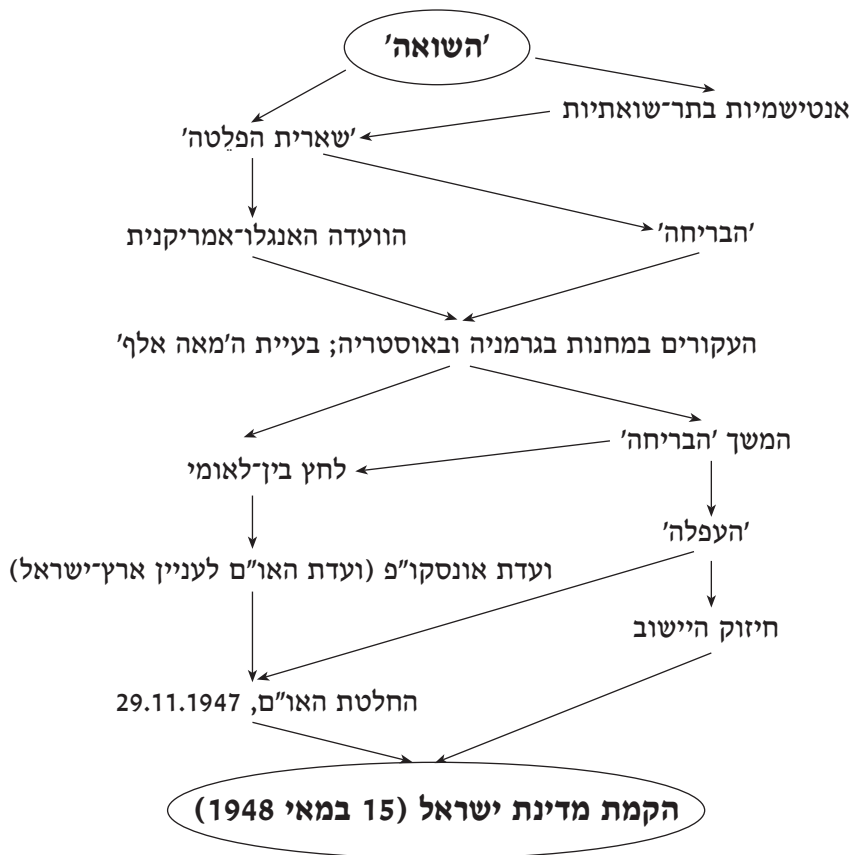 'השואה'
אנטישמיות בתר־שואתיות
'שארית הפלֵטה'
'הבריחה'
הוועדה האנגלו־אמריקנית
העקורים במחנות בגרמניה ובאוסטריה; בעיית ה'מאה אלף'
המשך 'הבריחה'
לחץ בין־לאומי
'העפלה'
ועדת אונסקו"פ (ועדת האו"ם לעניין ארץ־ישראל)
חיזוק היישוב
החלטת האו"ם, 29.11.1947
הקמת מדינת ישראל (15 במאי 1948)